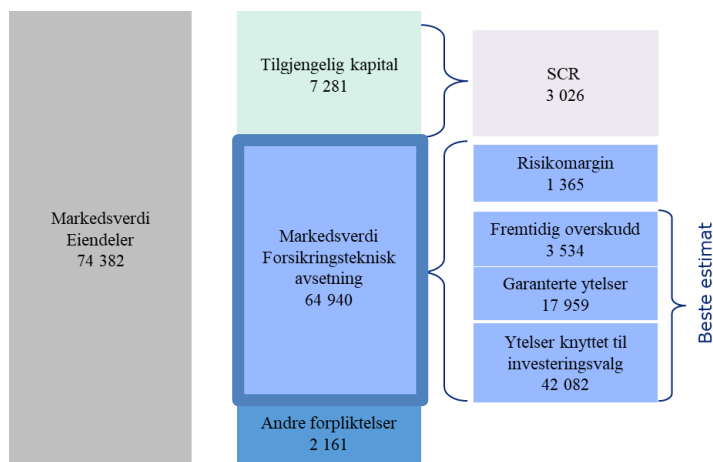 Markedsverdi
Eiendeler
74 382
Tilgjengelig kapital
7 281
Markedsverdi
Forsikringsteknisk
avsetning
64 940
Andre forpliktelser
2 161
SCR
3 026
Risikomargin
1 365
Fremtidig overskudd
3 534
Garanterte ytelser
17 959
Ytelser knyttet til
investeringsvalg
42 082
Beste estimat